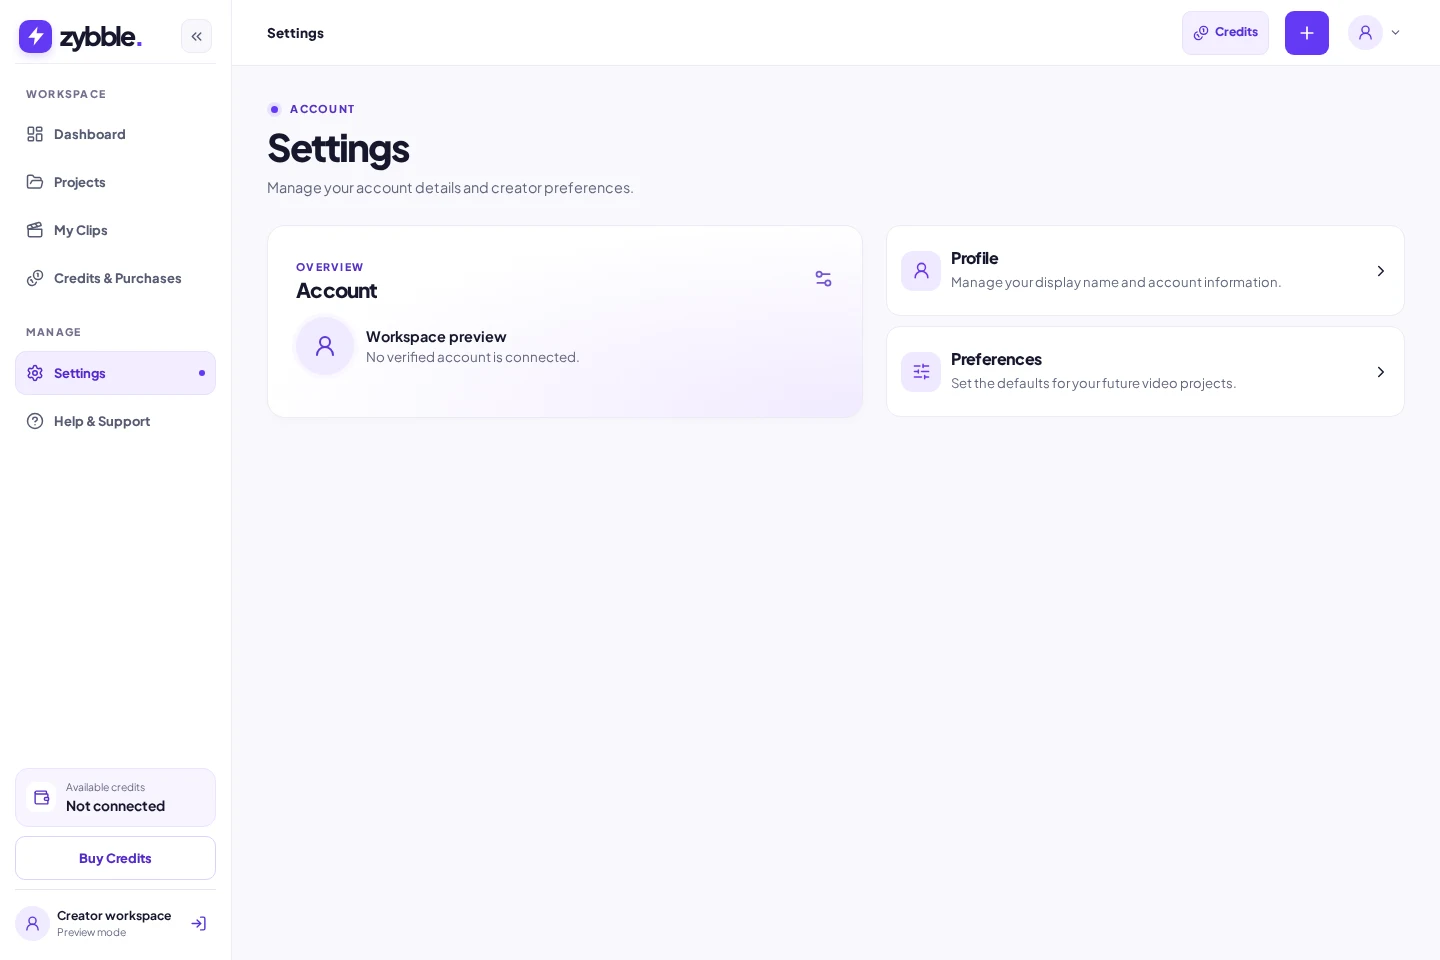 zybble.
WORKSPACE
Dashboard
Projects
My Clips
Credits & Purchases
MANAGE
Settings
Help & Support
Available credits
Not connected
Buy Credits
Creator workspace
Preview mode
Settings
Credits
ACCOUNT
Settings
Manage your account details and creator preferences.
OVERVIEW
Account
Workspace preview
No verified account is connected.
Profile
Manage your display name and account information.
Preferences
Set the defaults for your future video projects.